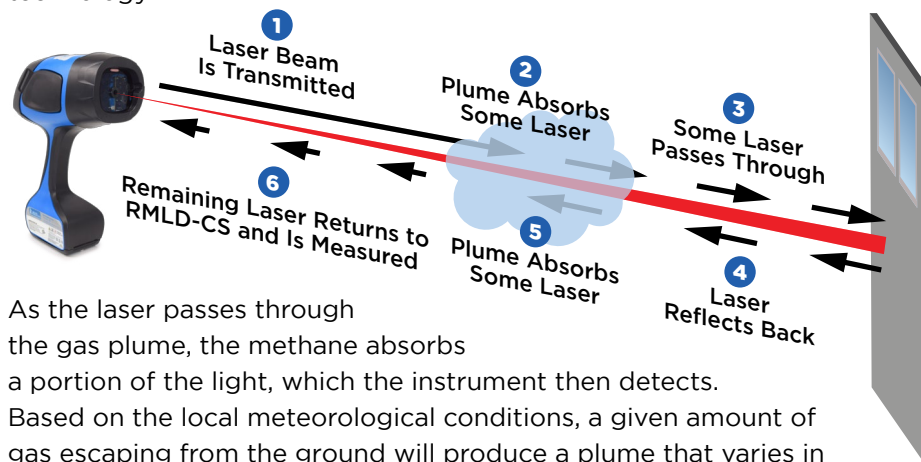 1
Laser Beam
Is Transmitted
2
Plume Absorbs
Some Laser
3
Some Laser
Passes Through
4
Laser
Reflects Back
5
Plume Absorbs
Some Laser
6
Remaining Laser Returns to
RMLD-CS and Is Measured
As the laser passes through
the gas plume, the methane absorbs
a portion of the light, which the instrument then detects.
Based on the local meteorological conditions, a given amount of
gas escaping from the ground will produce a plume that varies in